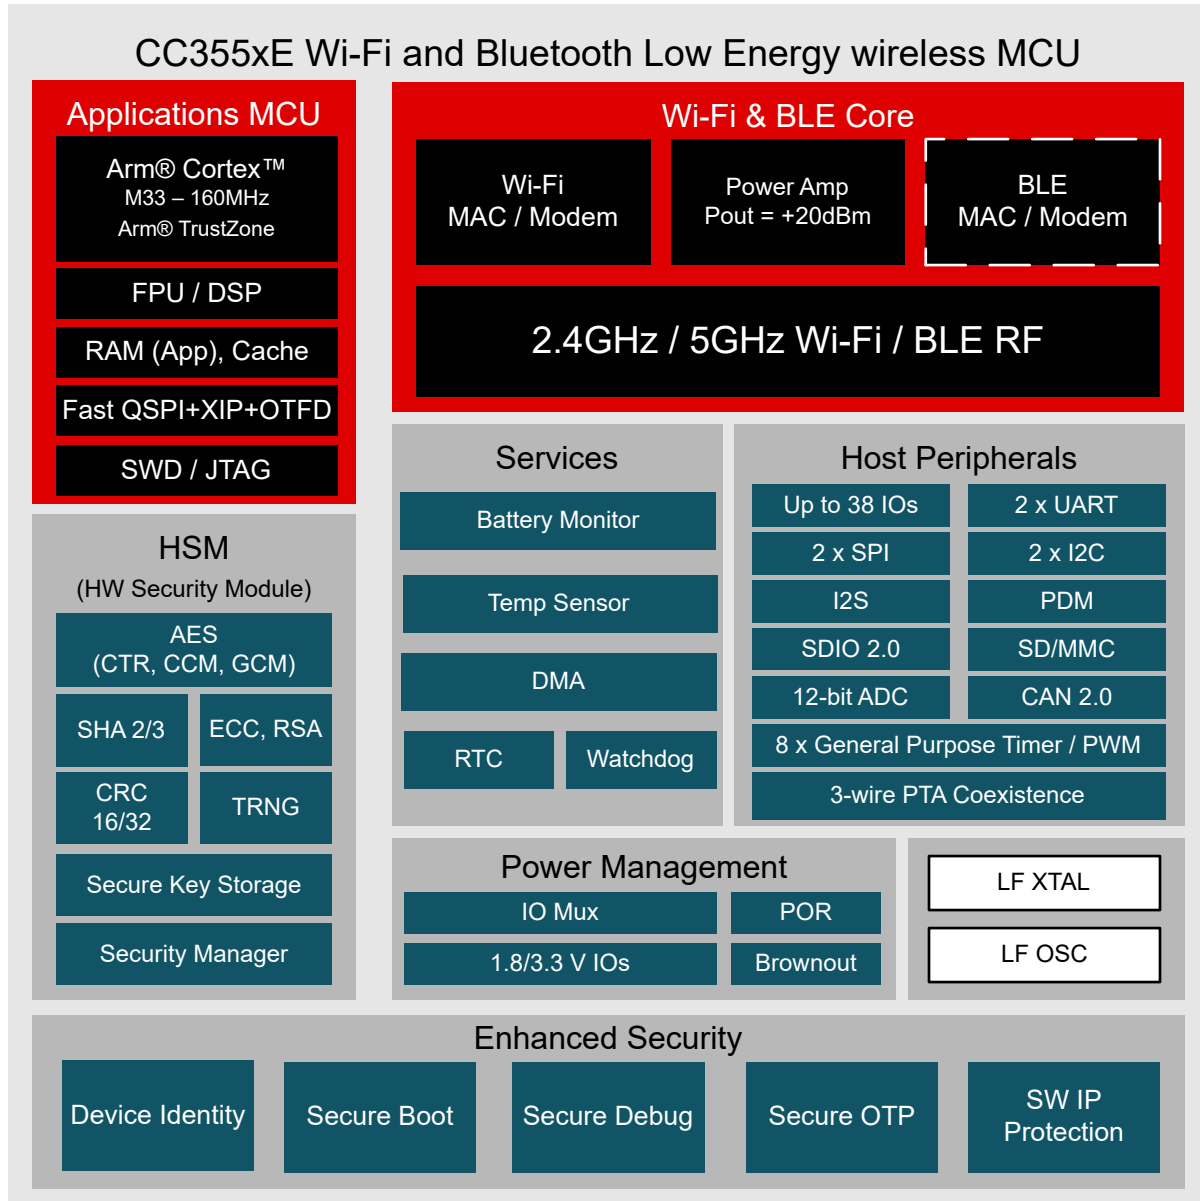 CC355xE Wi-Fi and Bluetooth Low Energy wireless MCU
Applications MCU
Arm® Cortex™
M33 – 160MHz
Arm® TrustZone
FPU / DSP
RAM (App), Cache
Fast QSPI+XIP+OTFD
SWD / JTAG
Wi-Fi & BLE Core
Wi-Fi
MAC / Modem
Power Amp
Pout = +20dBm
BLE
MAC / Modem
2.4GHz / 5GHz Wi-Fi / BLE RF
HSM
(HW Security Module)
AES
(CTR, CCM, GCM)
SHA 2/3
ECC, RSA
CRC
16/32
TRNG
Secure Key Storage
Security Manager
Services
Battery Monitor
Temp Sensor
DMA
RTC
Watchdog
Host Peripherals
Up to 38 IOs
2 x UART
2 x SPI
2 x I2C
I2S
PDM
SDIO 2.0
SD/MMC
12-bit ADC
CAN 2.0
8 x General Purpose Timer / PWM
3-wire PTA Coexistence
Power Management
IO Mux
POR
1.8/3.3 V IOs
Brownout
LF XTAL
LF OSC
Enhanced Security
Device Identity
Secure Boot
Secure Debug
Secure OTP
SW IP
Protection